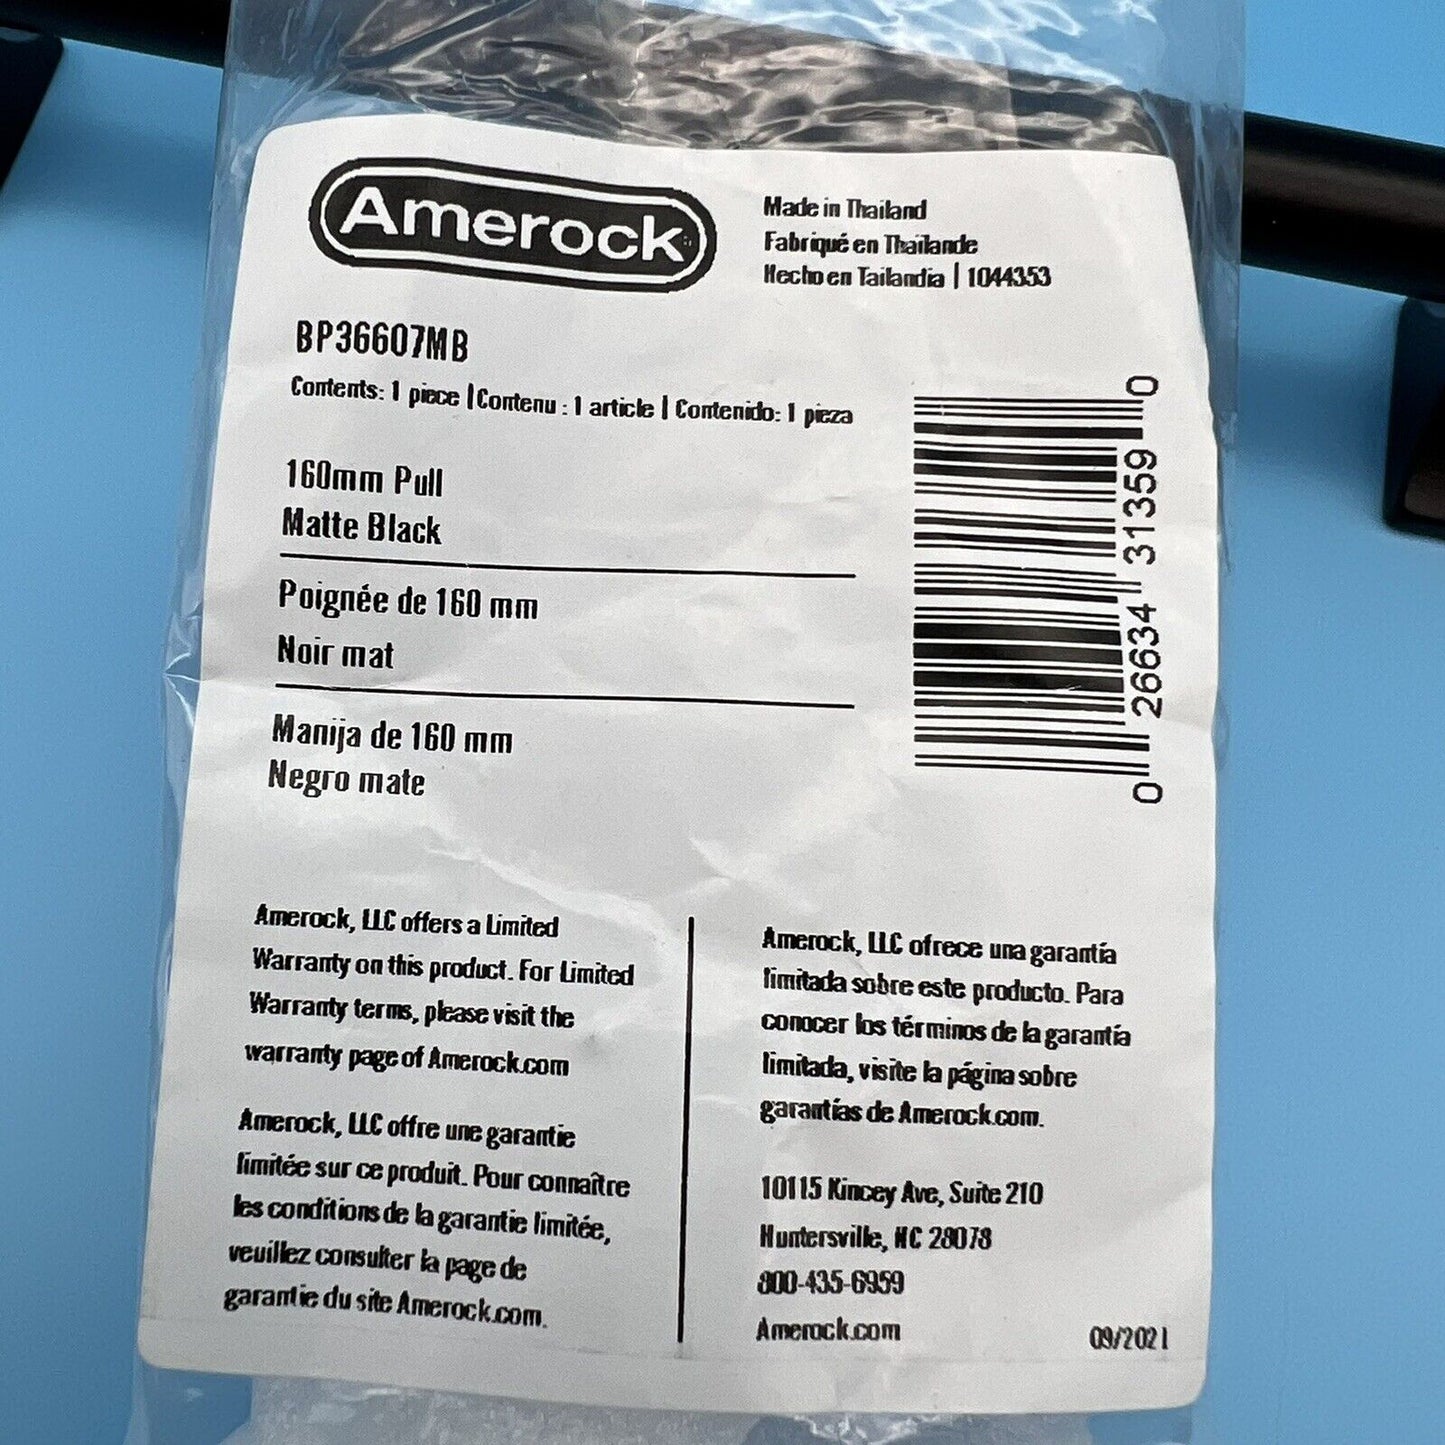 Amerock
Made in Thailand
Fabriqué en Thaïlande
Hecho en Tailandia | 1044353
BP36607MB
Contents: 1 piece | Contenu : 1 article | Contenido: 1 pieza
160mm Pull
Matte Black
Poignée de 160 mm
Noir mat
Manija de 160 mm
Negro mate
0 26634 31359 0
Amerock, LLC offers a Limited
Warranty on this product. For Limited
Warranty terms, please visit the
warranty page of Amerock.com
Amerock, LLC offre une garantie
limitée sur ce produit. Pour connaître
les conditions de la garantie limitée,
veuillez consulter la page de
garantie du site Amerock.com.
Amerock, LLC ofrece una garantía
limitada sobre este producto. Para
conocer los términos de la garantía
limitada, visite la página sobre
garantías de Amerock.com.
10115 Kincey Ave, Suite 210
Huntersville, NC 28078
800-435-6959
Amerock.com
09/2021